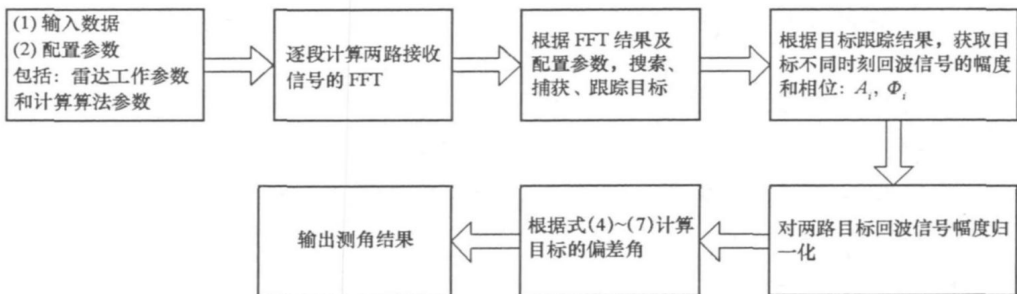 (1) 输入数据
(2) 配置参数
包括：雷达工作参数
和计算算法参数
逐段计算两路接收
信号的 FFT
根据 FFT 结果及
配置参数，搜索、
捕获、跟踪目标
根据目标跟踪结果，获取目
标不同时刻回波信号的幅度
和相位：Aᵢ, Φᵢ
对两路目标回波信号幅度归
一化
根据式(4)~(7)计算
目标的偏差角
输出测角结果